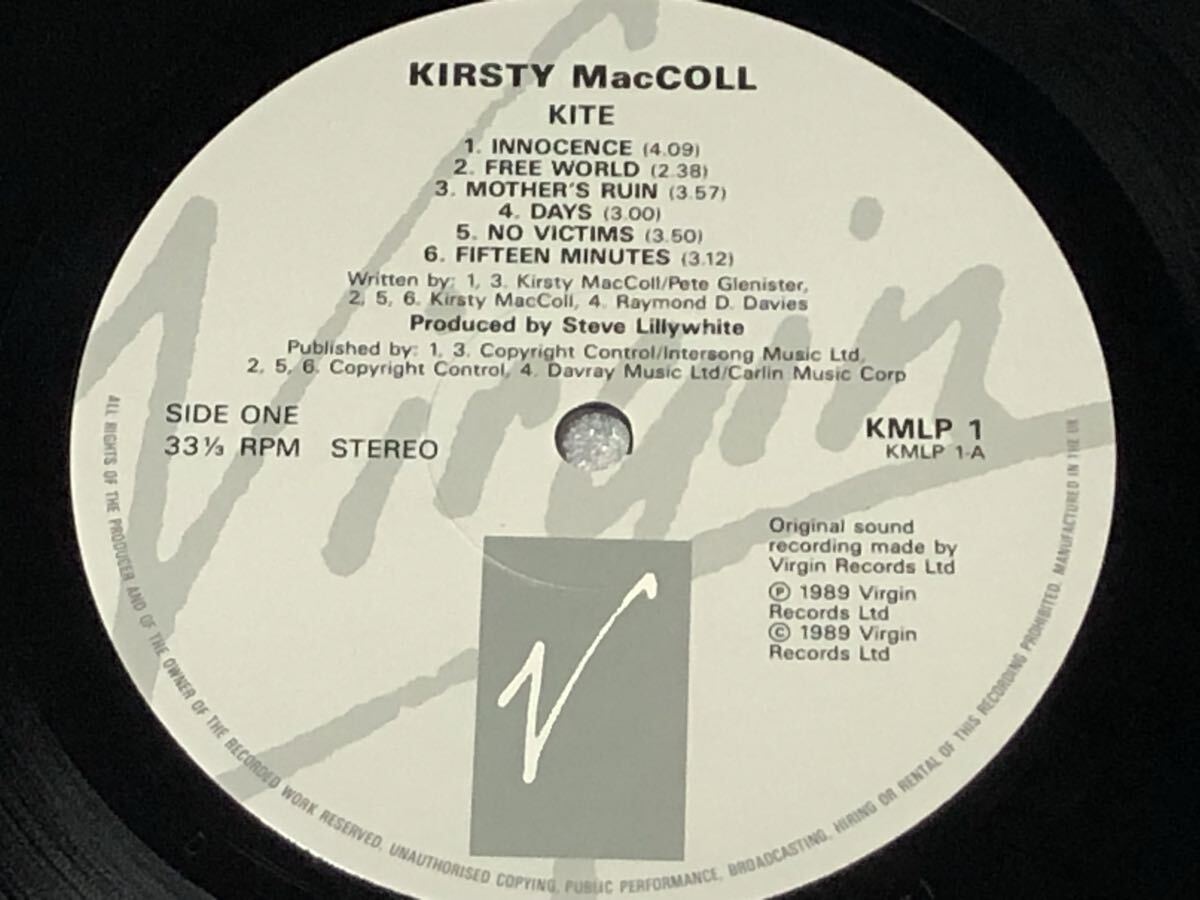 KIRSTY MacCOLL
KITE
1. INNOCENCE (4.09)
2. FREE WORLD (2.38)
3. MOTHER'S RUIN (3.57)
4. DAYS (3.00)
5. NO VICTIMS (3.50)
6. FIFTEEN MINUTES (3.12)
Written by: 1, 3. Kirsty MacColl/Pete Glenister,
2, 5, 6. Kirsty MacColl, 4. Raymond D. Davies
Produced by Steve Lillywhite
Published by: 1, 3. Copyright Control/Intersong Music Ltd,
2, 5, 6. Copyright Control, 4. Davray Music Ltd/Carlin Music Corp
SIDE ONE
33⅓ RPM STEREO
KMLP 1
KMLP 1-A
Original sound
recording made by
Virgin Records Ltd
Ⓟ 1989 Virgin
Records Ltd
© 1989 Virgin
Records Ltd
Virgin
V
ALL RIGHTS OF THE PRODUCER AND OF THE OWNER OF THE RECORDED WORK RESERVED. UNAUTHORISED COPYING, PUBLIC PERFORMANCE, BROADCASTING, HIRING OR RENTAL OF THIS RECORDING PROHIBITED. MANUFACTURED IN THE UK